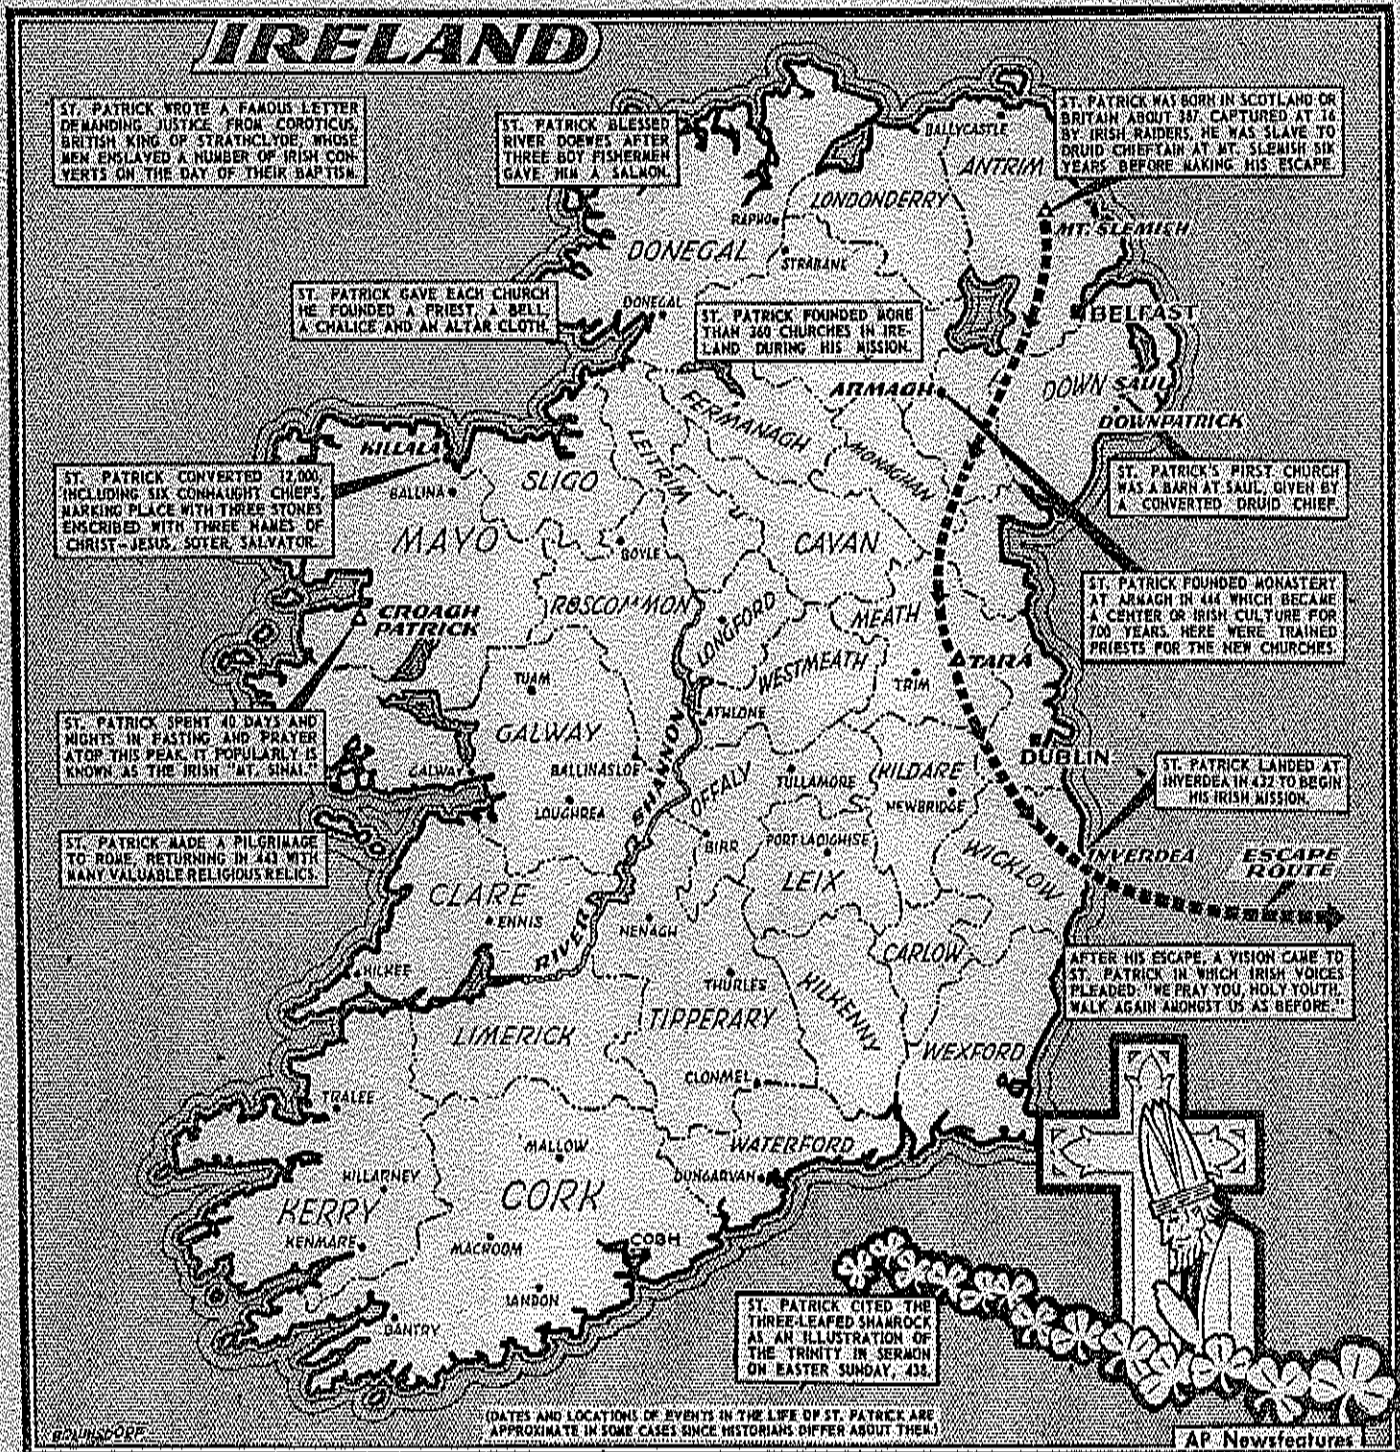 IRELAND
ST. PATRICK WROTE A FAMOUS LETTER
DEMANDING JUSTICE FROM COROTICUS,
BRITISH KING OF STRATHCLYDE, WHOSE
MEN ENSLAVED A NUMBER OF IRISH CON-
VERTS ON THE DAY OF THEIR BAPTISM.
ST. PATRICK BLESSED
RIVER DOEWES AFTER
THREE BOY FISHERMEN
GAVE HIM A SALMON.
ST. PATRICK WAS BORN IN SCOTLAND OR
BRITAIN ABOUT 387. CAPTURED AT 16
BY IRISH RAIDERS, HE WAS SLAVE TO
DRUID CHIEFTAIN AT MT. SLEMISH SIX
YEARS BEFORE MAKING HIS ESCAPE.
BALLYCASTLE
ANTRIM
LONDONDERRY
RAPHO
MT. SLEMISH
DONEGAL
STRABANE
ST. PATRICK GAVE EACH CHURCH
HE FOUNDED A PRIEST, A BELL,
A CHALICE AND AN ALTAR CLOTH.
DONEGAL
ST. PATRICK FOUNDED MORE
THAN 360 CHURCHES IN IRE-
LAND DURING HIS MISSION.
BELFAST
ARMAGH
DOWN
SAUL
DOWNPATRICK
FERMANAGH
LEITRIM
MONAGHAN
KILLALA
SLIGO
BALLINA
ST. PATRICK CONVERTED 12,000,
INCLUDING SIX CONNAUGHT CHIEFS,
MARKING PLACE WITH THREE STONES
ENSCRIBED WITH THREE NAMES OF
CHRIST—JESUS, SOTER, SALVATOR.
ST. PATRICK'S FIRST CHURCH
WAS A BARN AT SAUL, GIVEN BY
A CONVERTED DRUID CHIEF.
MAYO
BOYLE
CAVAN
ST. PATRICK FOUNDED MONASTERY
AT ARMAGH IN 444 WHICH BECAME
A CENTER OR IRISH CULTURE FOR
700 YEARS. HERE WERE TRAINED
PRIESTS FOR THE NEW CHURCHES.
CROAGH
PATRICK
ROSCOMMON
LONGFORD
MEATH
WESTMEATH
TARA
TRIM
TUAM
ATHLONE
ST. PATRICK SPENT 40 DAYS AND
NIGHTS IN FASTING AND PRAYER
ATOP THIS PEAK. IT POPULARLY IS
KNOWN AS THE IRISH "MT. SINAI."
GALWAY
GALWAY
BALLINASLOE
LOUGHREA
RIVER SHANNON
OFFALY
TULLAMORE
KILDARE
NEWBRIDGE
DUBLIN
ST. PATRICK LANDED AT
INVERDEA IN 432 TO BEGIN
HIS IRISH MISSION.
ST. PATRICK MADE A PILGRIMAGE
TO ROME, RETURNING IN 443 WITH
MANY VALUABLE RELIGIOUS RELICS.
BIRR
PORT LAOIGHISE
LEIX
WICKLOW
INVERDEA
ESCAPE
ROUTE
CLARE
ENNIS
NENAGH
CARLOW
KILKEE
THURLES
KILKENNY
AFTER HIS ESCAPE, A VISION CAME TO
ST. PATRICK IN WHICH IRISH VOICES
PLEADED: "WE PRAY YOU, HOLY YOUTH,
WALK AGAIN AMONGST US AS BEFORE."
LIMERICK
TIPPERARY
WEXFORD
CLONMEL
TRALEE
MALLOW
WATERFORD
KILLARNEY
DUNGARVAN
KERRY
CORK
KENMARE
MACROOM
COBH
BANDON
BANTRY
ST. PATRICK CITED THE
THREE-LEAFED SHAMROCK
AS AN ILLUSTRATION OF
THE TRINITY IN SERMON
ON EASTER SUNDAY, 438.
(DATES AND LOCATIONS OF EVENTS IN THE LIFE OF ST. PATRICK ARE
APPROXIMATE IN SOME CASES SINCE HISTORIANS DIFFER ABOUT THEM.)
AP Newsfeatures